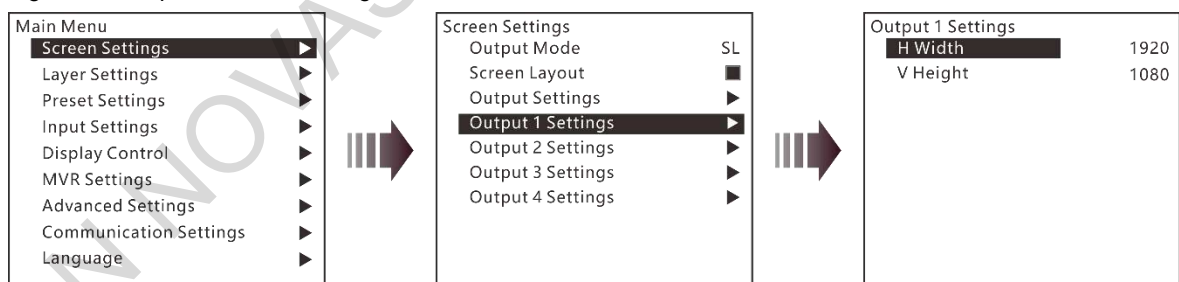 Main Menu
Screen Settings
Layer Settings
Preset Settings
Input Settings
Display Control
MVR Settings
Advanced Settings
Communication Settings
Language
Screen Settings
Output Mode SL
Screen Layout
Output Settings
Output 1 Settings
Output 2 Settings
Output 3 Settings
Output 4 Settings
Output 1 Settings
H Width 1920
V Height 1080